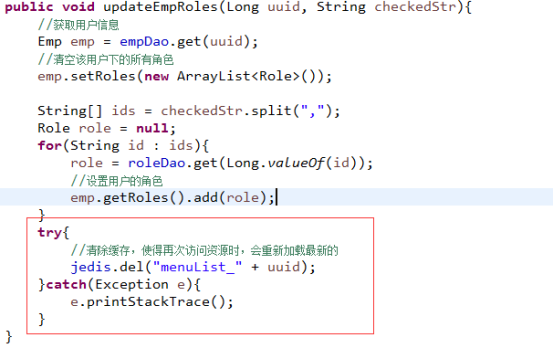 public void updateEmpRoles(Long uuid, String checkedStr){
//获取用户信息
Emp emp = empDao.get(uuid);
//清空该用户下的所有角色
emp.setRoles(new ArrayList<Role>());
String[] ids = checkedStr.split(",");
Role role = null;
for(String id : ids){
role = roleDao.get(Long.valueOf(id));
//设置用户的角色
emp.getRoles().add(role);
}
try{
//清除缓存，使得再次访问资源时，会重新加载最新的
jedis.del("menuList_" + uuid);
}catch(Exception e){
e.printStackTrace();
}
}